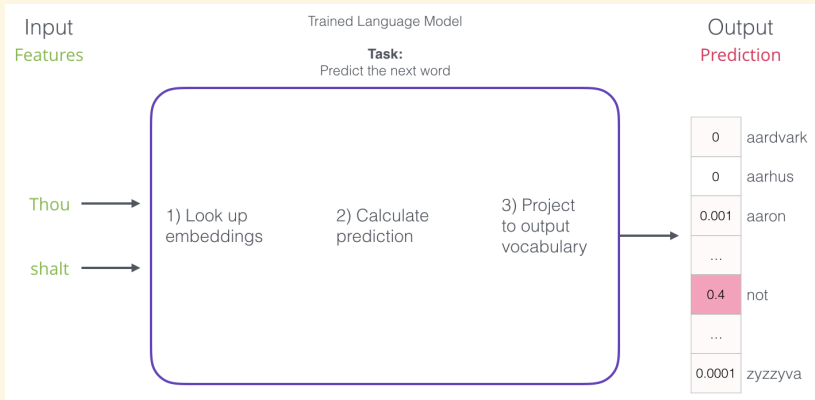 Input
Features
Trained Language Model
Task:
Predict the next word
Output
Prediction
Thou
shalt
1) Look up
embeddings
2) Calculate
prediction
3) Project
to output
vocabulary
0 aardvark
0 aarhus
0.001 aaron
...
0.4 not
...
0.0001 zyzzyva